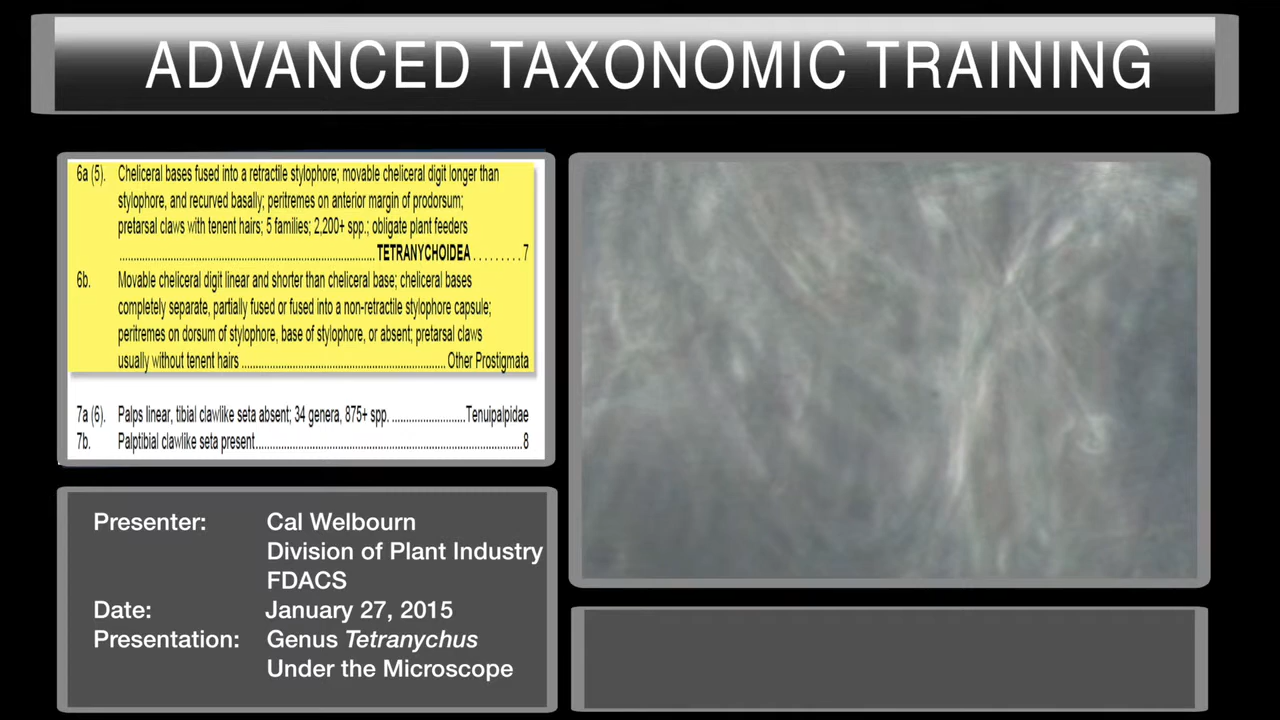 ADVANCED TAXONOMIC TRAINING
6a (5). Cheliceral bases fused into a retractile stylophore; movable cheliceral digit longer than
stylophore, and recurved basally; peritremes on anterior margin of prodorsum;
pretarsal claws with tenent hairs; 5 families; 2,200+ spp.; obligate plant feeders
................................................................................TETRANYCHOIDEA.........7
6b. Movable cheliceral digit linear and shorter than cheliceral base; cheliceral bases
completely separate, partially fused or fused into a non-retractile stylophore capsule;
peritremes on dorsum of stylophore, base of stylophore, or absent; pretarsal claws
usually without tenent hairs ................................................................ Other Prostigmata
7a (6). Palps linear, tibial clawlike seta absent; 34 genera, 875+ spp. .......................Tenuipalpidae
7b. Palptibial clawlike seta present....................................................................................8
Presenter: Cal Welbourn
Division of Plant Industry
FDACS
Date: January 27, 2015
Presentation: Genus Tetranychus
Under the Microscope